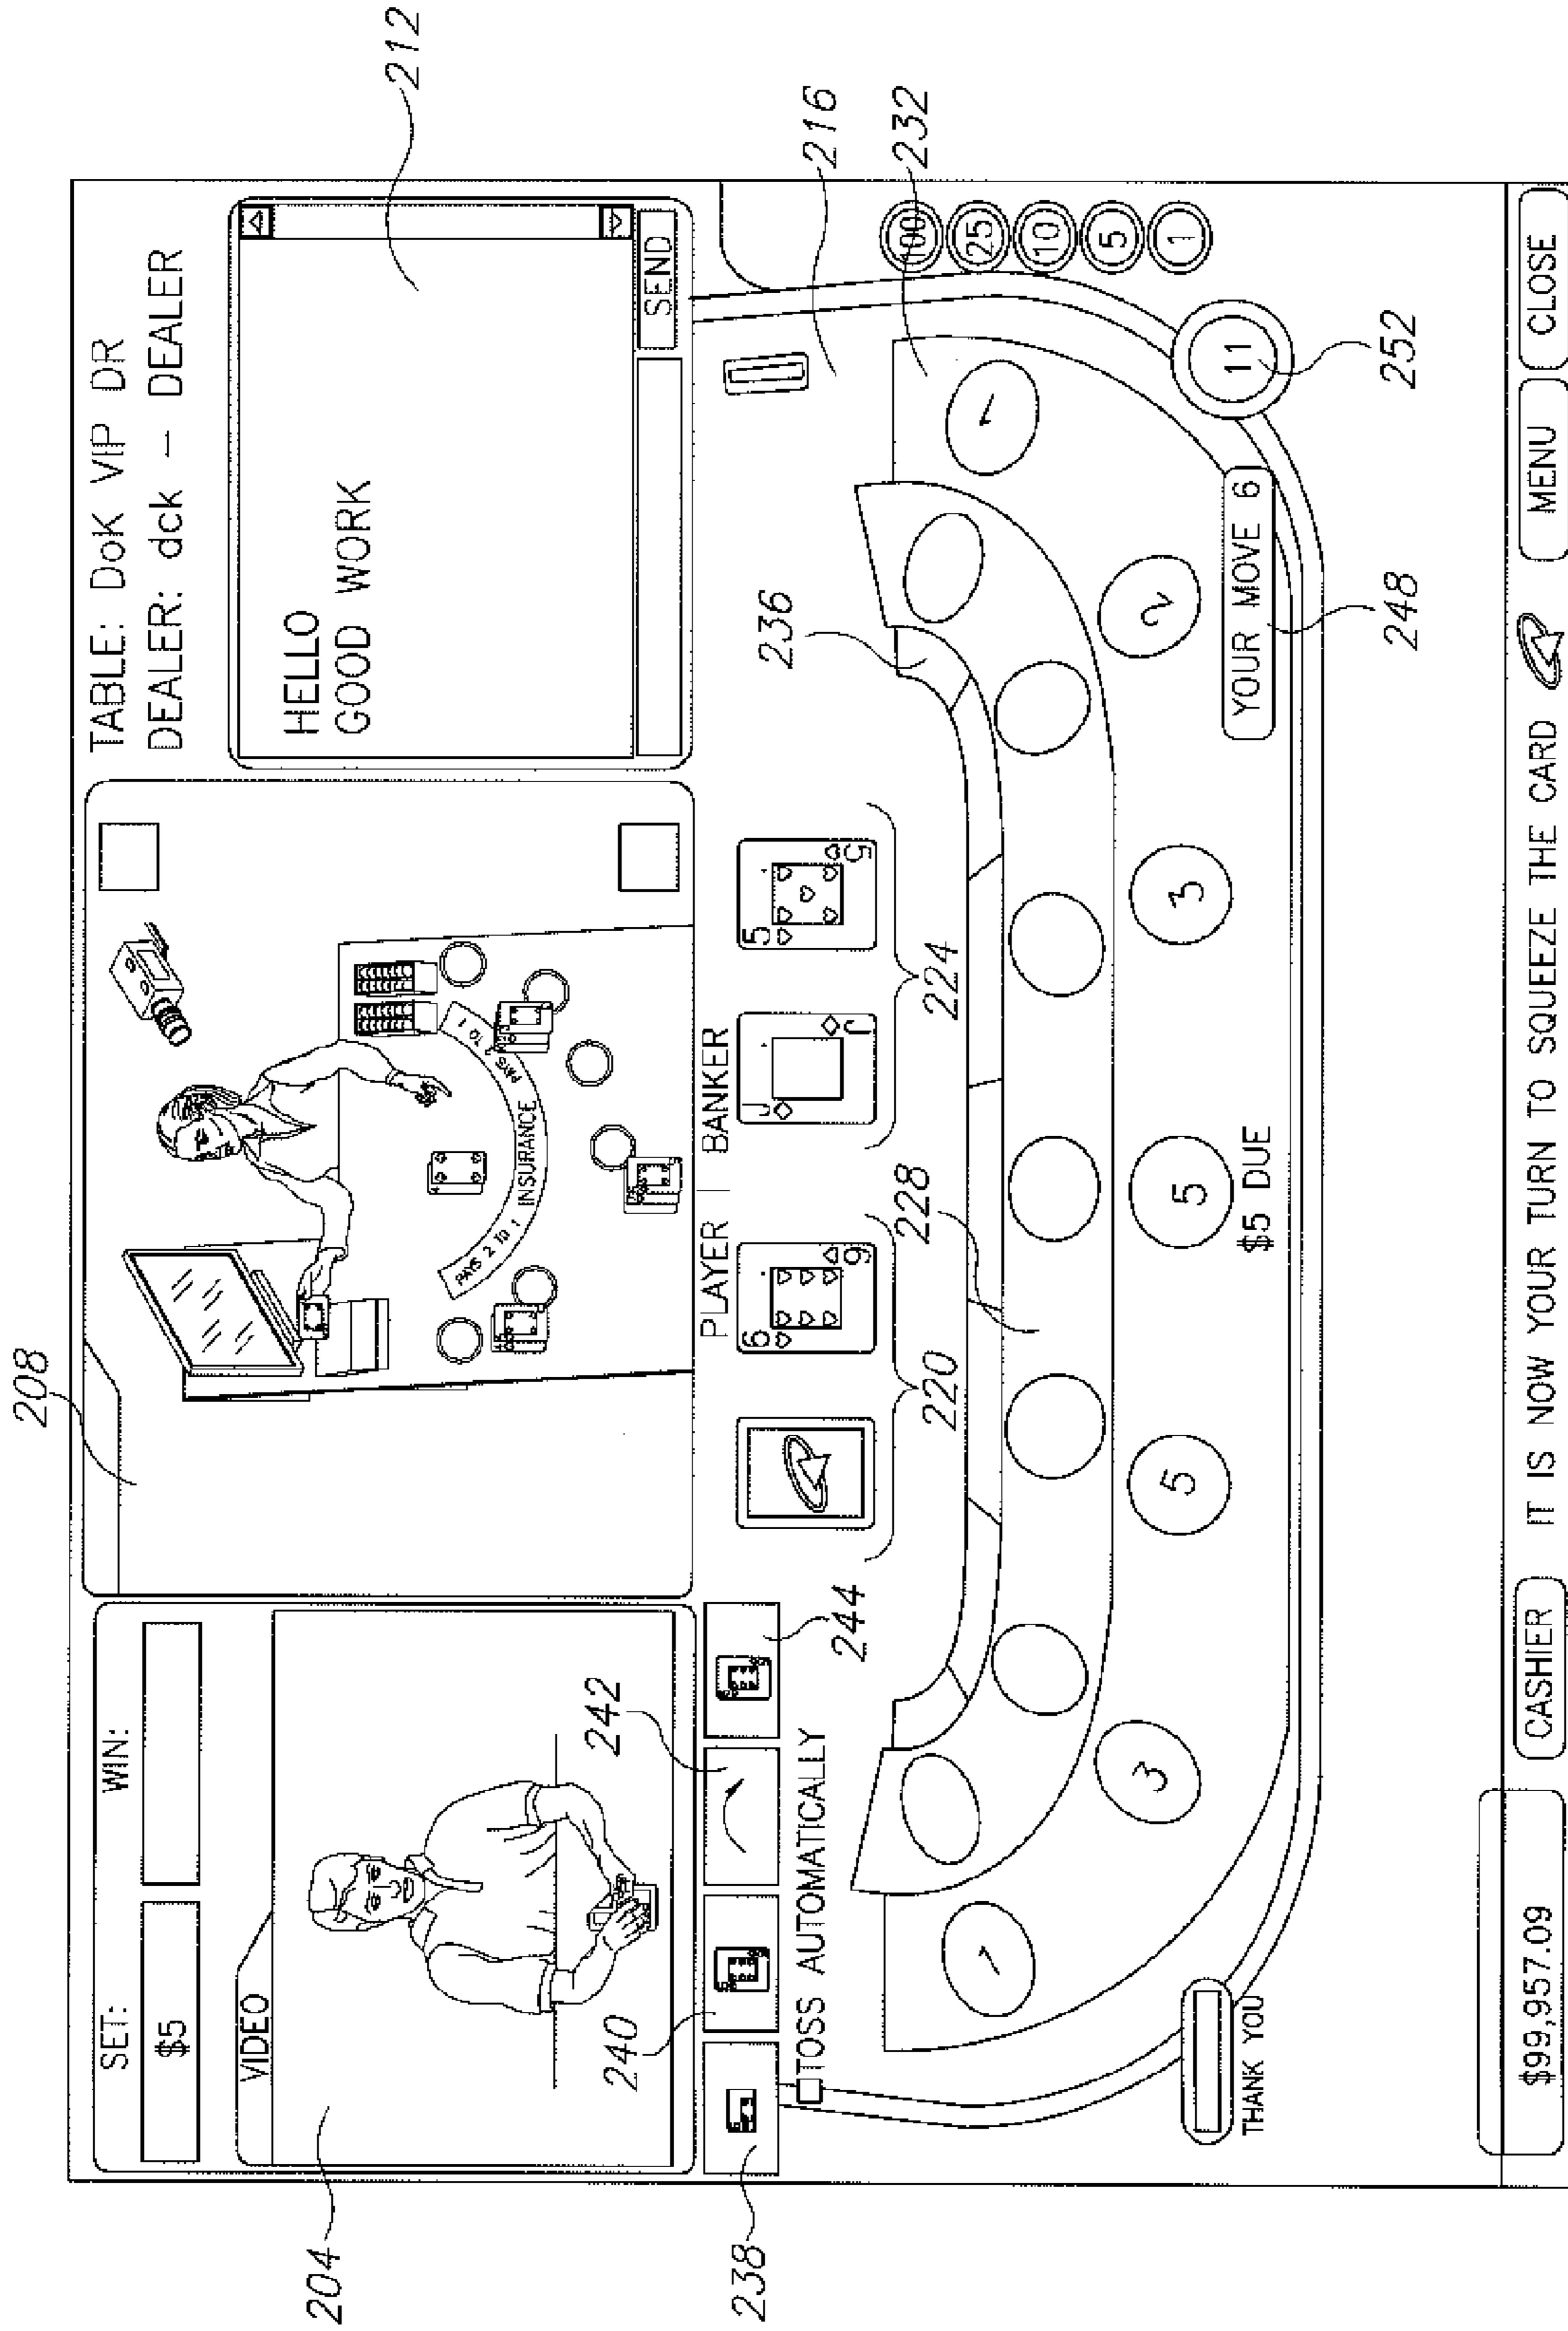 208
SET:
WIN:
$5
VIDEO
204
TABLE: DoK VIP DR
DEALER: dck – DEALER
HELLO
GOOD WORK
SEND
212
PAYS 2 TO 1 INSURANCE PAYS 2 TO 1
238
240
242
244
TOSS AUTOMATICALLY
PLAYER | BANKER
6
6
J
J
5
5
220
228
224
236
216
232
100
25
10
5
1
1
3
5
5
3
2
1
$5 DUE
YOUR MOVE 6
11
248
252
THANK YOU
$99,957.09
CASHIER
IT IS NOW YOUR TURN TO SQUEEZE THE CARD
MENU
CLOSE